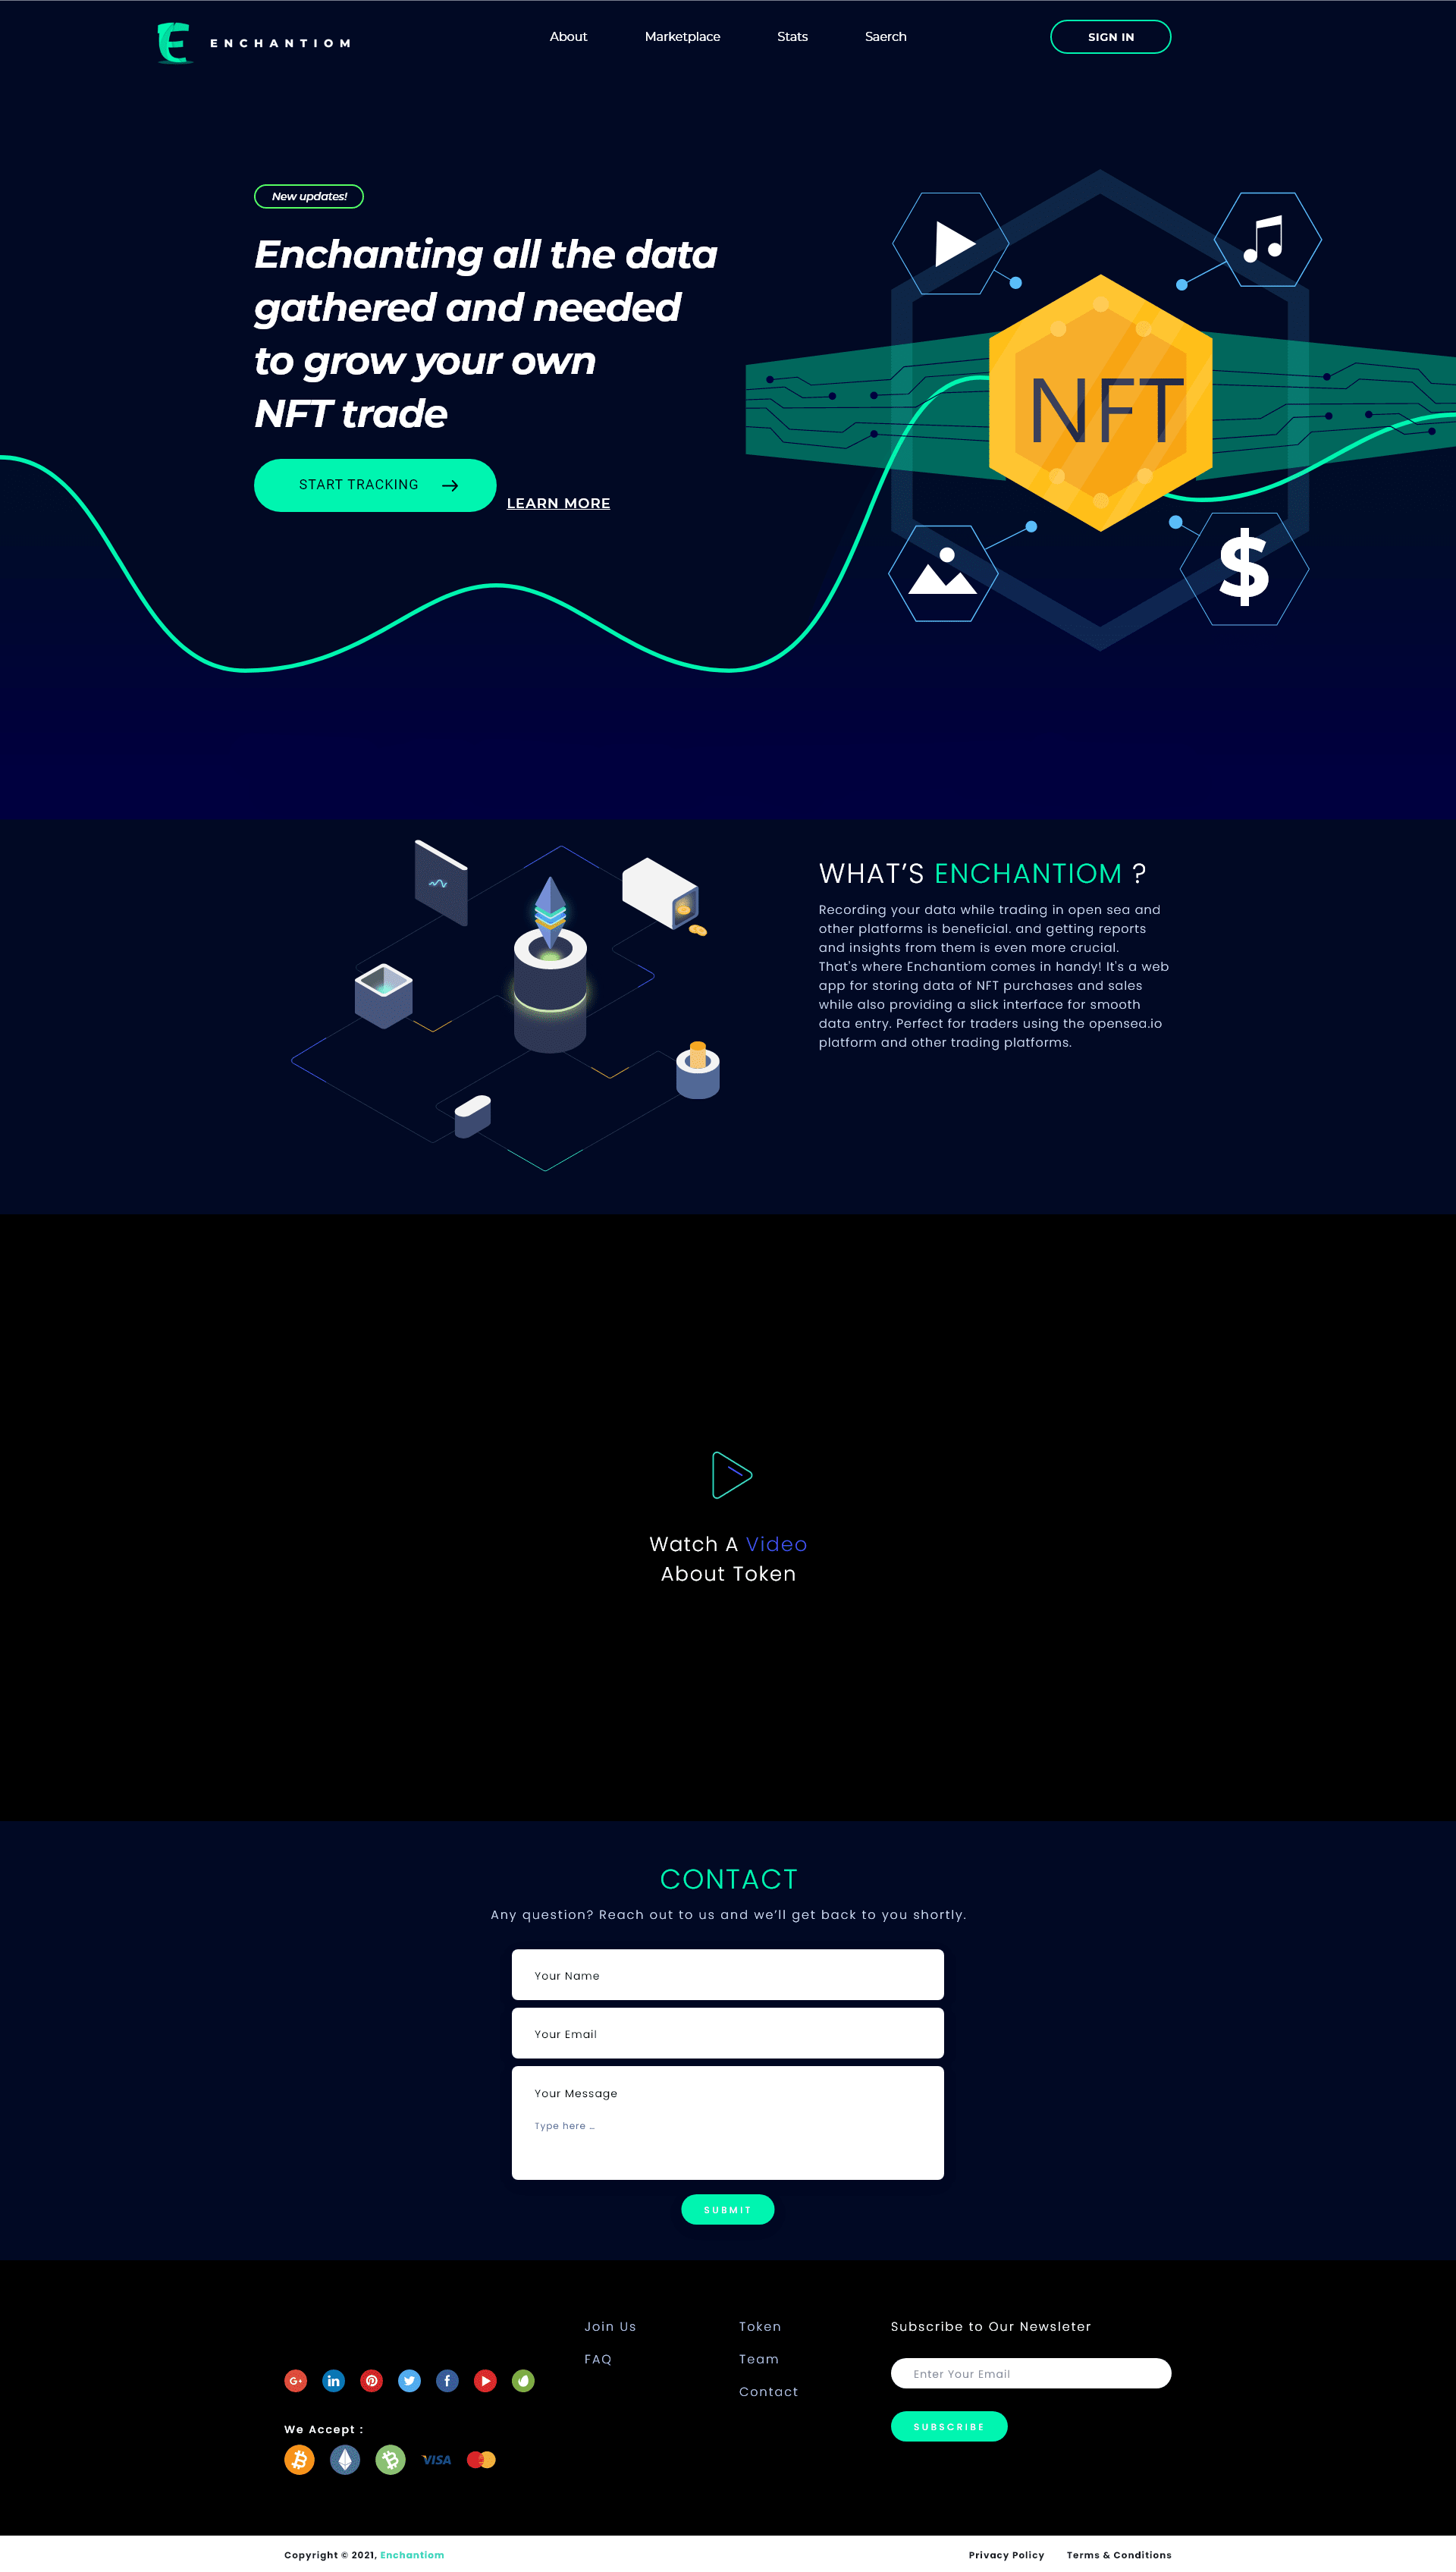 ENCHANTIOM
About
Marketplace
Stats
Saerch
SIGN IN
New updates!
Enchanting all the data
gathered and needed
to grow your own
NFT trade
START TRACKING
LEARN MORE
NFT
$
WHAT’S ENCHANTIOM ?
Recording your data while trading in open sea and
other platforms is beneficial. and getting reports
and insights from them is even more crucial.
That's where Enchantiom comes in handy! It's a web
app for storing data of NFT purchases and sales
while also providing a slick interface for smooth
data entry. Perfect for traders using the opensea.io
platform and other trading platforms.
Watch A Video
About Token
CONTACT
Any question? Reach out to us and we’ll get back to you shortly.
Your Name
Your Email
Your Message
Type here ...
SUBMIT
Join Us
FAQ
Token
Team
Contact
Subscribe to Our Newsleter
Enter Your Email
SUBSCRIBE
G+
in
f
We Accept :
VISA
Copyright © 2021, Enchantiom
Privacy Policy
Terms & Conditions